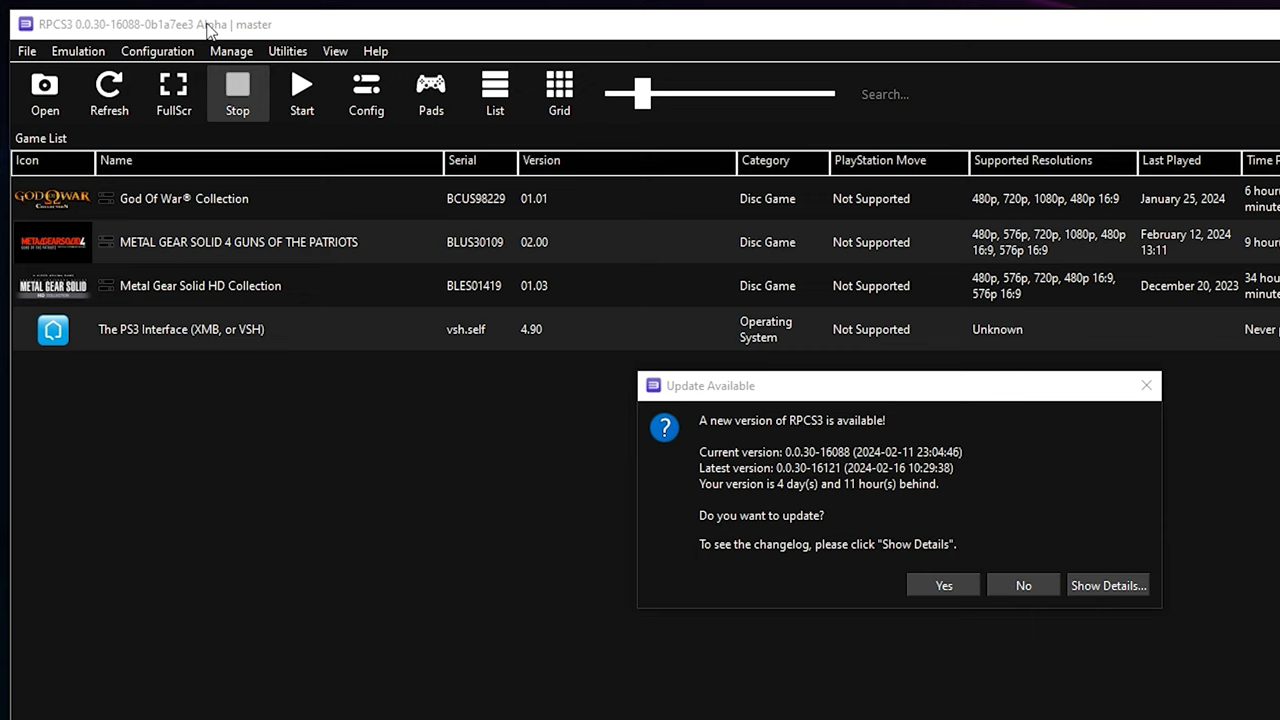 RPCS3 0.0.30-16088-0b1a7ee3 Alpha | master
File Emulation Configuration Manage Utilities View Help
Open Refresh FullScr Stop Start Config Pads List Grid Search...
Game List
Icon Name Serial Version Category PlayStation Move Supported Resolutions Last Played Time P
GOD OF WAR COLLECTION God Of War® Collection BCUS98229 01.01 Disc Game Not Supported 480p, 720p, 1080p, 480p 16:9 January 25, 2024 6 hour
minute
METAL GEAR SOLID 4 METAL GEAR SOLID 4 GUNS OF THE PATRIOTS BLUS30109 02.00 Disc Game Not Supported 480p, 576p, 720p, 1080p, 480p February 12, 2024 9 hour
16:9, 576p 16:9 13:11
METAL GEAR SOLID Metal Gear Solid HD Collection BLES01419 01.03 Disc Game Not Supported 480p, 576p, 720p, 480p 16:9, December 20, 2023 34 hou
576p 16:9 minute
The PS3 Interface (XMB, or VSH) vsh.self 4.90 Operating Not Supported Unknown Never p
System
Update Available
A new version of RPCS3 is available!
Current version: 0.0.30-16088 (2024-02-11 23:04:46)
Latest version: 0.0.30-16121 (2024-02-16 10:29:38)
Your version is 4 day(s) and 11 hour(s) behind.
Do you want to update?
To see the changelog, please click "Show Details".
Yes No Show Details...